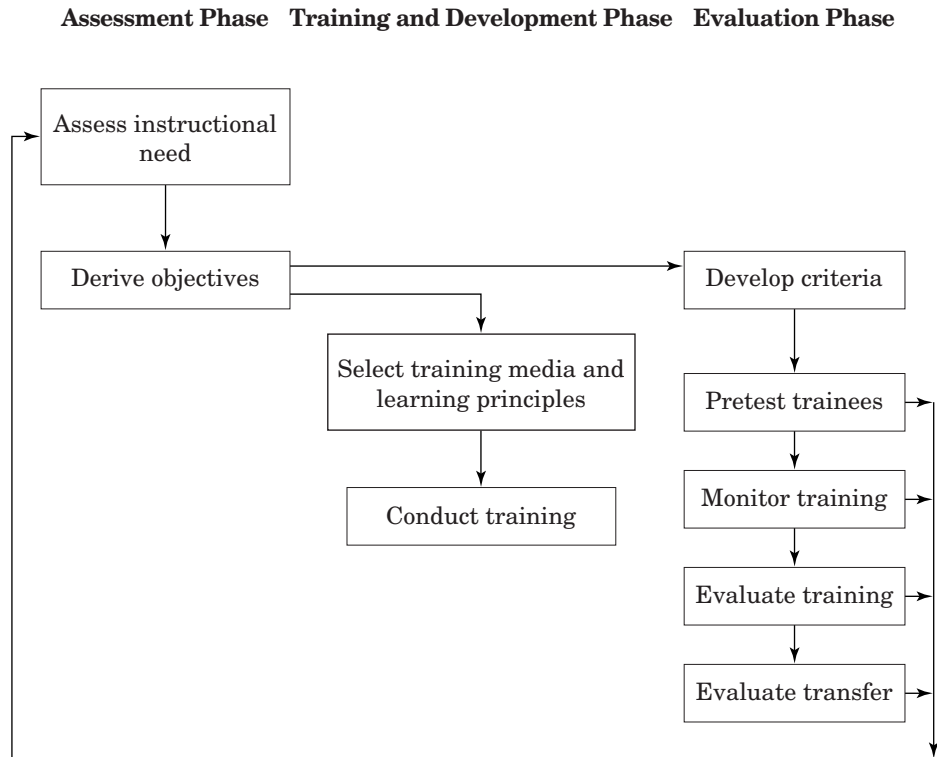 Assessment Phase Training and Development Phase Evaluation Phase
Assess instructional
need
Derive objectives
Develop criteria
Select training media and
learning principles
Pretest trainees
Monitor training
Conduct training
Evaluate training
Evaluate transfer